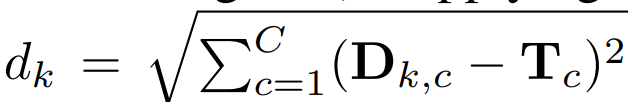 d_k = \sqrt{\sum_{c=1}^{C} (\mathbf{D}_{k,c} - \mathbf{T}_c)^2}